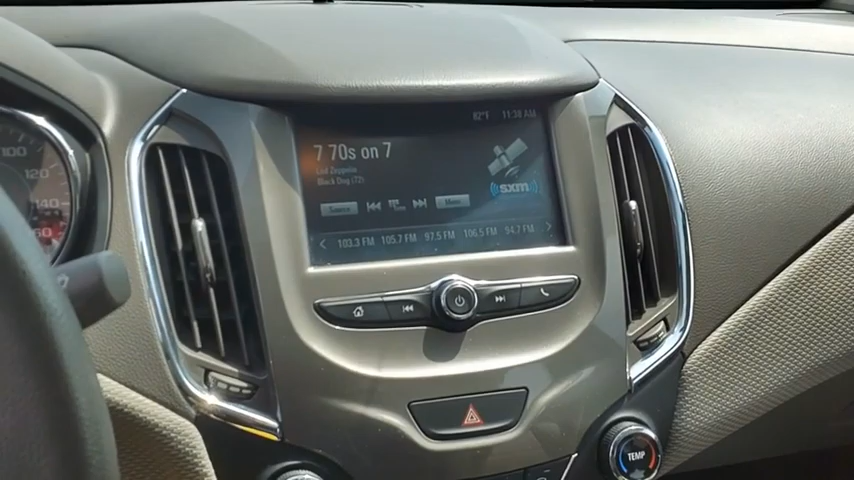 82°F 11:38 AM
7 70s on 7
Led Zeppelin
Black Dog (72)
sxm
Source
Menu
103.3 FM 105.7 FM 97.5 FM 106.5 FM 94.7 FM
100
120
140
TEMP